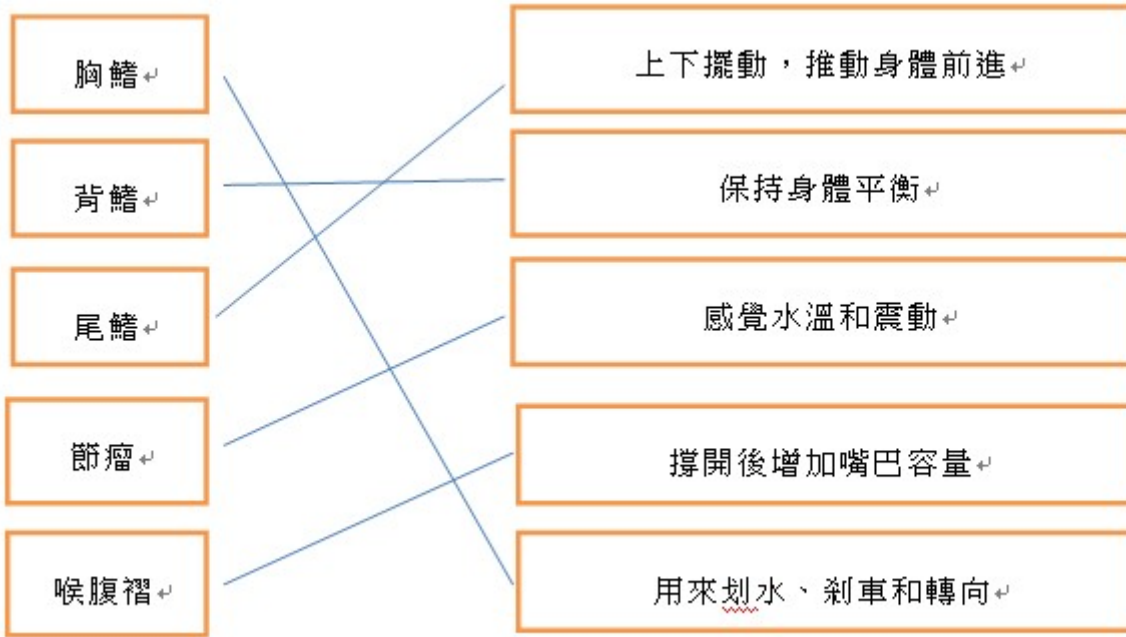 胸鰭
上下擺動，推動身體前進
背鰭
保持身體平衡
尾鰭
感覺水溫和震動
節瘤
撐開後增加嘴巴容量
喉腹褶
用來划水、剎車和轉向